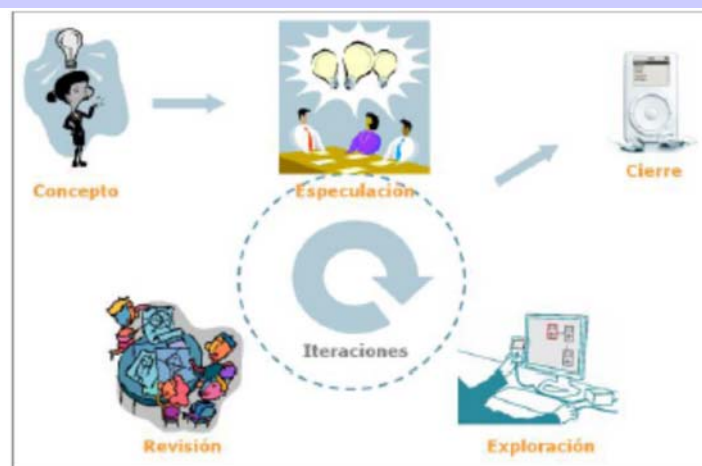 Concepto
Especulación
Cierre
Iteraciones
Revisión
Exploración